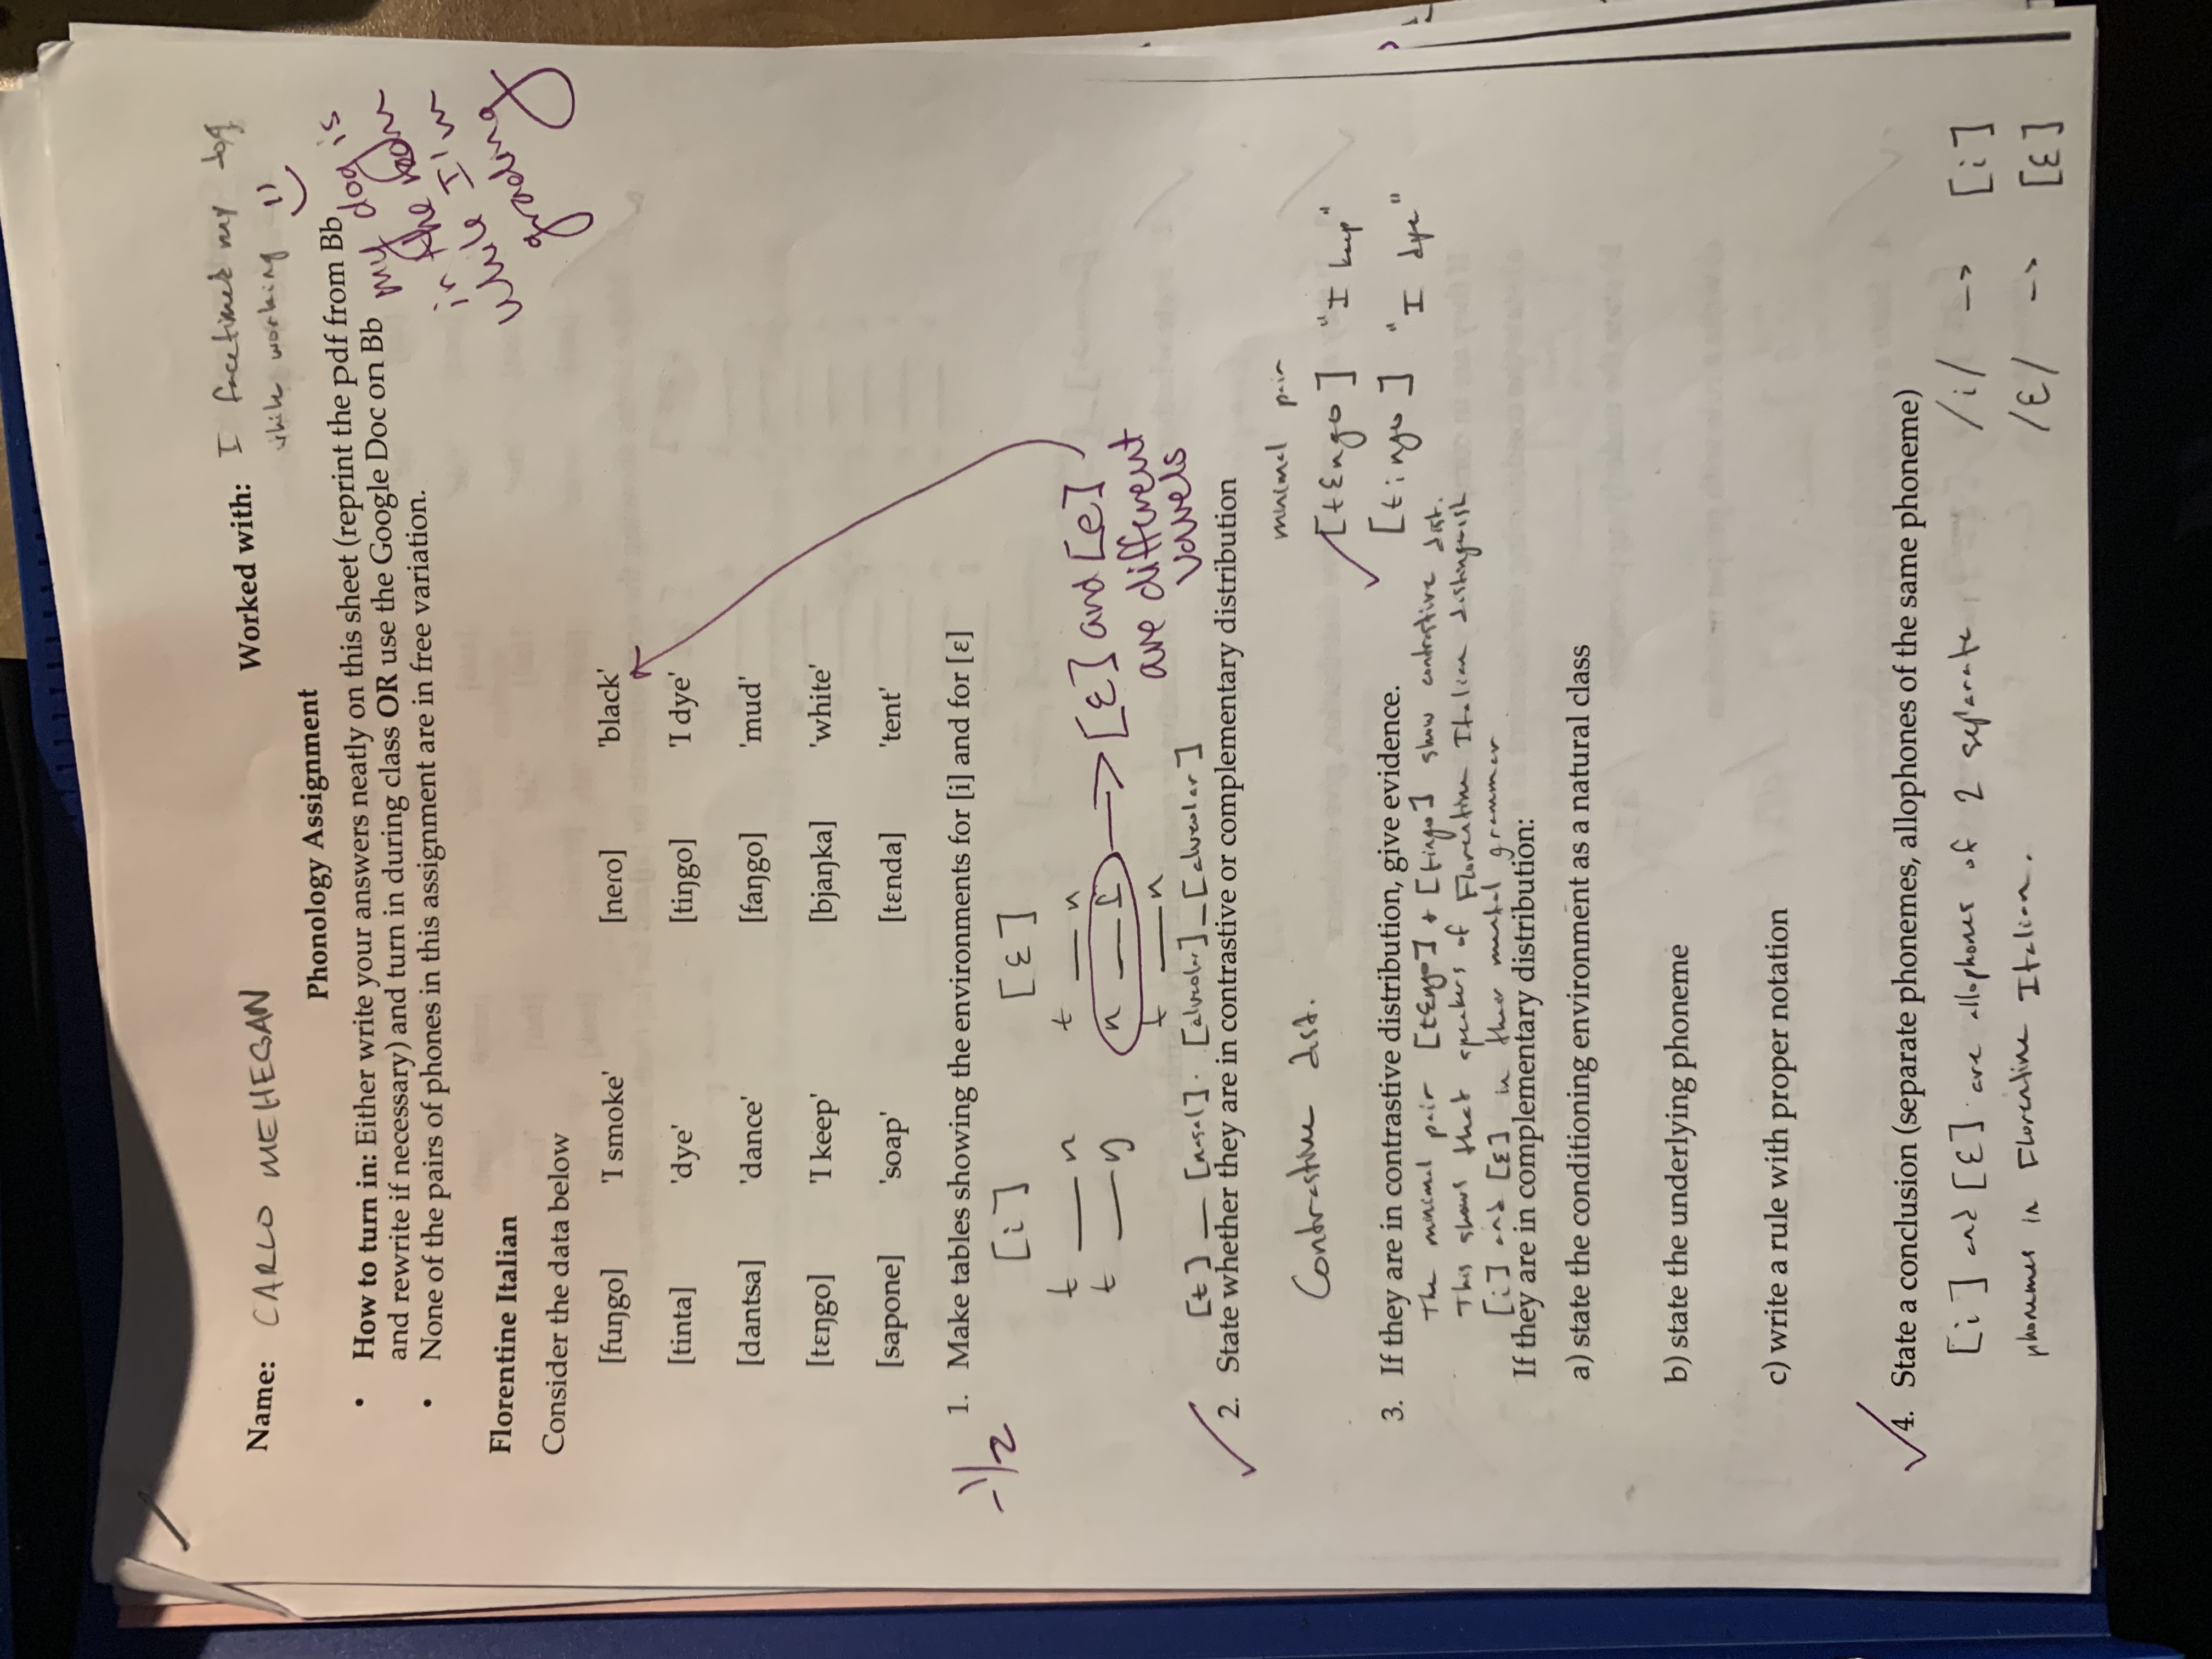 Name: CARLO MEHEGAN
Worked with: I facetimed my dog
while working :)
my dog is
in the room
while I'm
grading
Phonology Assignment
• How to turn in: Either write your answers neatly on this sheet (reprint the pdf from Bb
and rewrite if necessary) and turn in during class OR use the Google Doc on Bb
• None of the pairs of phones in this assignment are in free variation.
Florentine Italian
Consider the data below
[fuŋgo] 'I smoke' [nero] 'black'
[tinta] 'dye' [tiŋgo] 'I dye'
[dantsa] 'dance' [faŋgo] 'mud'
[tɛŋgo] 'I keep' [bjaŋka] 'white'
[sapone] 'soap' [tɛnda] 'tent'
-1/2
1. Make tables showing the environments for [i] and for [ɛ]
[i] [ɛ]
t __ n t __ n
t __ ŋ n __ r → [ɛ] and [e]
t __ n are different
vowels
[t] __ [nasal]. [alveolar] _ [alveolar]
✓ 2. State whether they are in contrastive or complementary distribution
Contrastive dist.
minimal pair
✓ [tɛŋgo] "I keep"
[tiŋgo] "I dye"
3. If they are in contrastive distribution, give evidence.
The minimal pair [tɛŋgo] + [tiŋgo] show contrastive dist.
This shows that speakers of Florentine Italian distinguish
[i] and [ɛ] in their mental grammar
If they are in complementary distribution:
a) state the conditioning environment as a natural class
b) state the underlying phoneme
c) write a rule with proper notation
✓ 4. State a conclusion (separate phonemes, allophones of the same phoneme)
[i] and [ɛ] are allophones of 2 separate /i/ --> [i]
phonemes in Florentine Italian. /ɛ/ --> [ɛ]